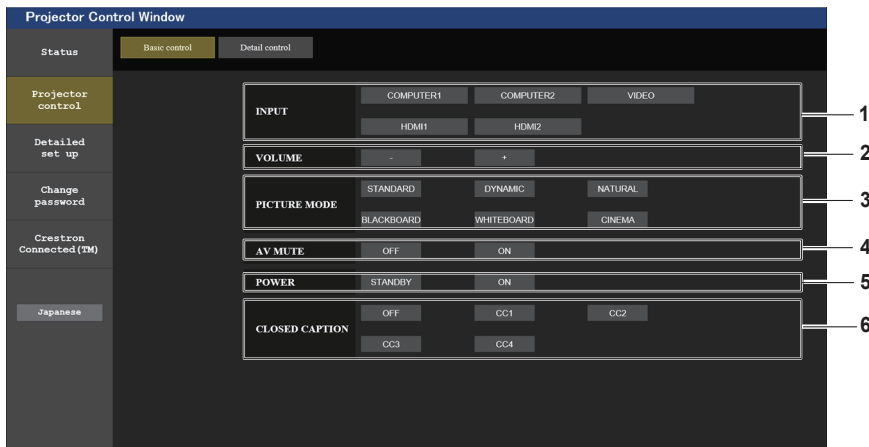 Projector Control Window
Status
Basic control
Detail control
Projector
control
Detailed
set up
Change
password
Crestron
Connected(TM)
Japanese
INPUT
COMPUTER1 COMPUTER2 VIDEO
HDMI1 HDMI2
1
VOLUME - +
2
PICTURE MODE
STANDARD DYNAMIC NATURAL
BLACKBOARD WHITEBOARD CINEMA
3
AV MUTE OFF ON
4
POWER STANDBY ON
5
CLOSED CAPTION
OFF CC1 CC2
CC3 CC4
6